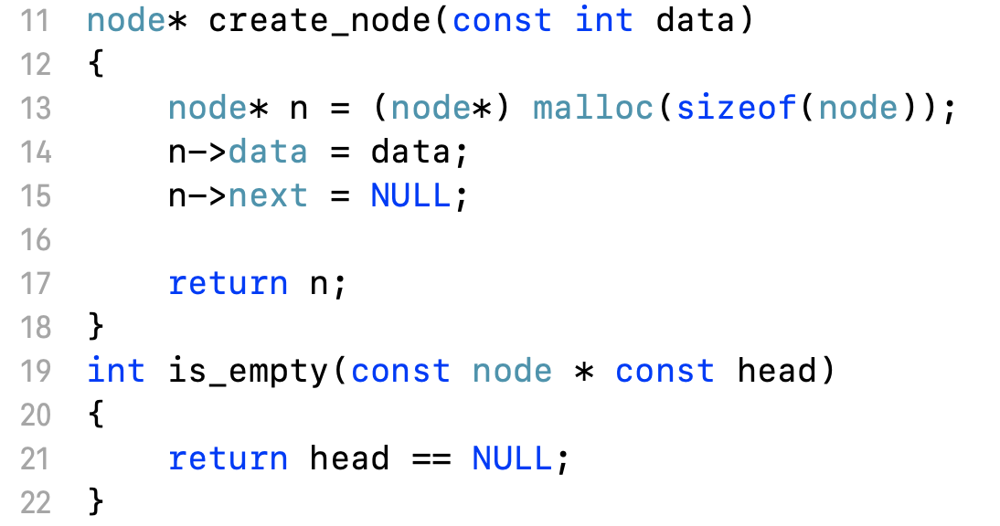 11 node* create_node(const int data)
12 {
13     node* n = (node*) malloc(sizeof(node));
14     n->data = data;
15     n->next = NULL;
16
17     return n;
18 }
19 int is_empty(const node * const head)
20 {
21     return head == NULL;
22 }